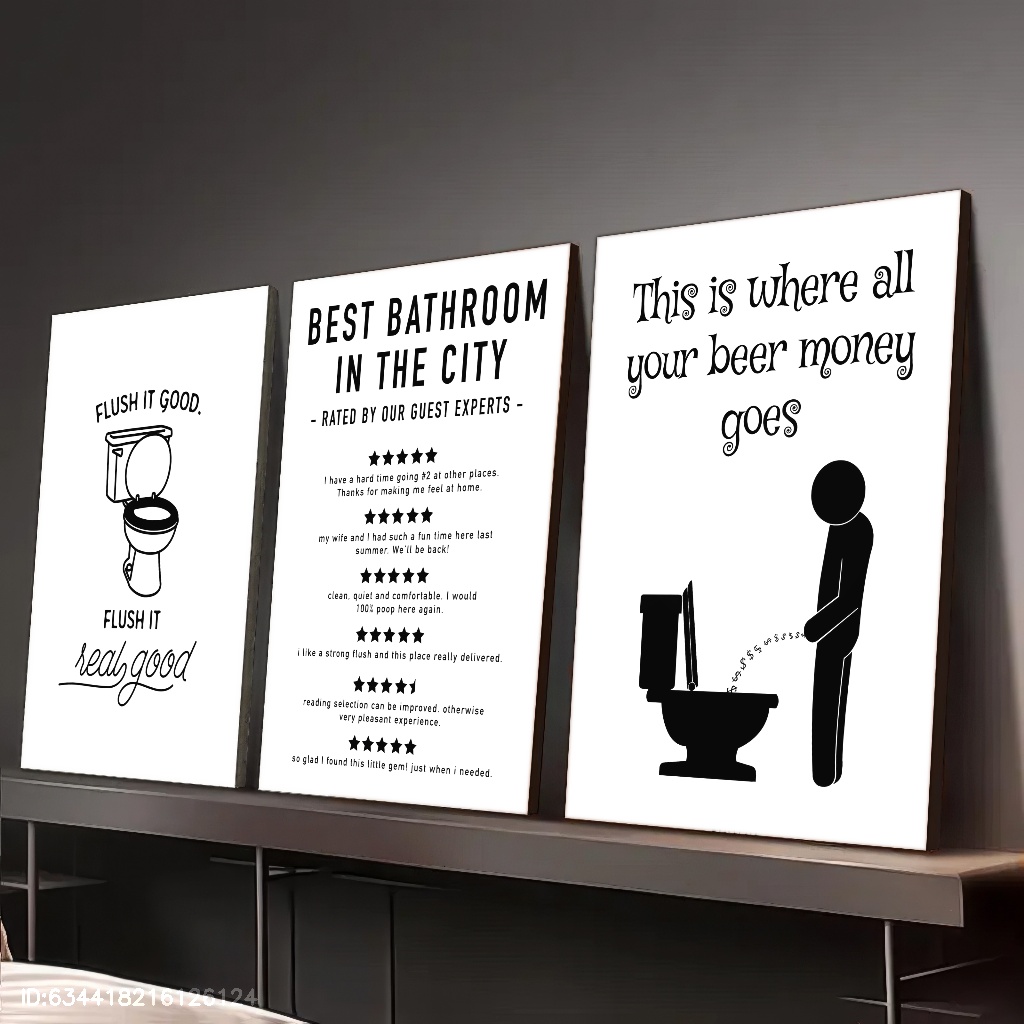 FLUSH IT GOOD.
FLUSH IT
real good
BEST BATHROOM
IN THE CITY
- RATED BY OUR GUEST EXPERTS -
★★★★★
I have a hard time going #2 at other places.
Thanks for making me feel at home.
★★★★★
my wife and I had such a fun time here last
summer. We'll be back!
★★★★★
clean, quiet and comfortable. I would
100% poop here again.
★★★★★
i like a strong flush and this place really delivered.
reading selection can be improved. otherwise
very pleasant experience.
★★★★★
so glad I found this little gem! just when i needed.
This is where all
your beer money
goes
ID:634418216126124